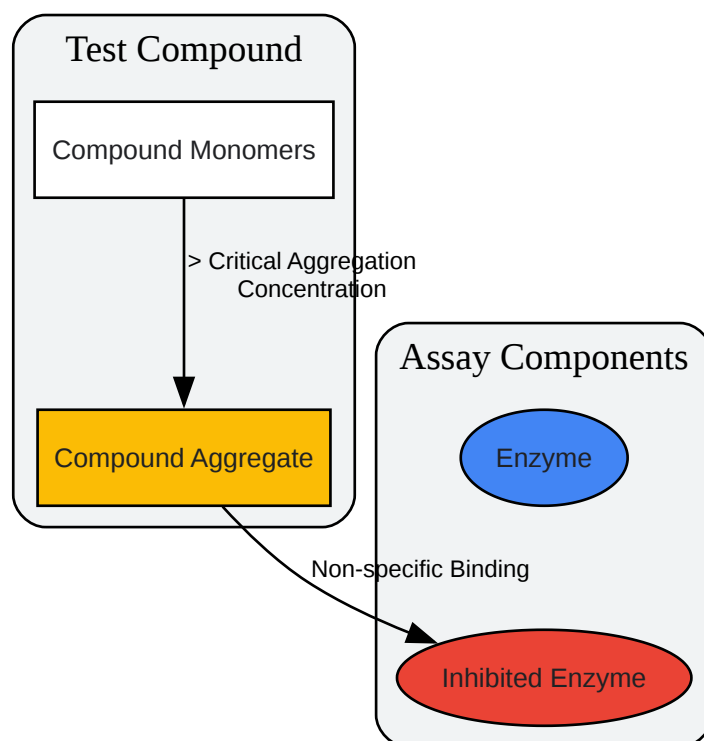 Test Compound
Compound Monomers
> Critical Aggregation
Concentration
Compound Aggregate
Assay Components
Enzyme
Non-specific Binding
Inhibited Enzyme